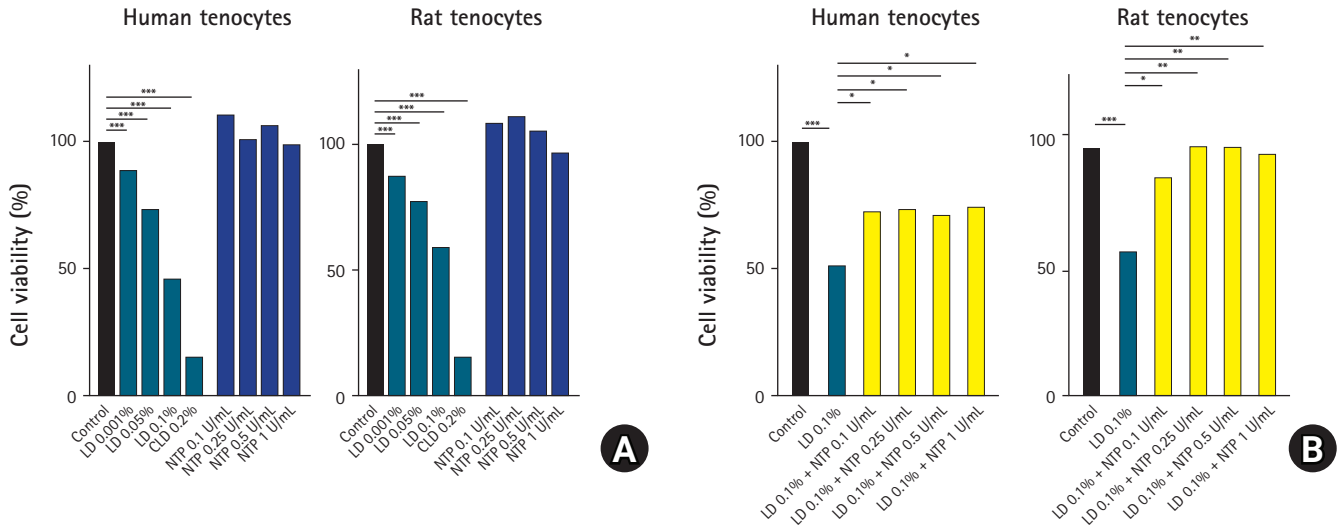 Human tenocytes
Rat tenocytes
Cell viability (%)
100
50
0
***
***
***
***
Control
LD 0.001%
LD 0.05%
LD 0.1%
CLD 0.2%
NTP 0.1 U/mL
NTP 0.25 U/mL
NTP 0.5 U/mL
NTP 1 U/mL
100
50
0
***
***
***
***
Control
LD 0.001%
LD 0.05%
LD 0.1%
CLD 0.2%
NTP 0.1 U/mL
NTP 0.25 U/mL
NTP 0.5 U/mL
NTP 1 U/mL
A
Human tenocytes
Rat tenocytes
Cell viability (%)
100
50
0
*
*
*
*
***
Control
LD 0.1%
LD 0.1% + NTP 0.1 U/mL
LD 0.1% + NTP 0.25 U/mL
LD 0.1% + NTP 0.5 U/mL
LD 0.1% + NTP 1 U/mL
100
50
0
**
**
**
*
***
Control
LD 0.1%
LD 0.1% + NTP 0.1 U/mL
LD 0.1% + NTP 0.25 U/mL
LD 0.1% + NTP 0.5 U/mL
LD 0.1% + NTP 1 U/mL
B